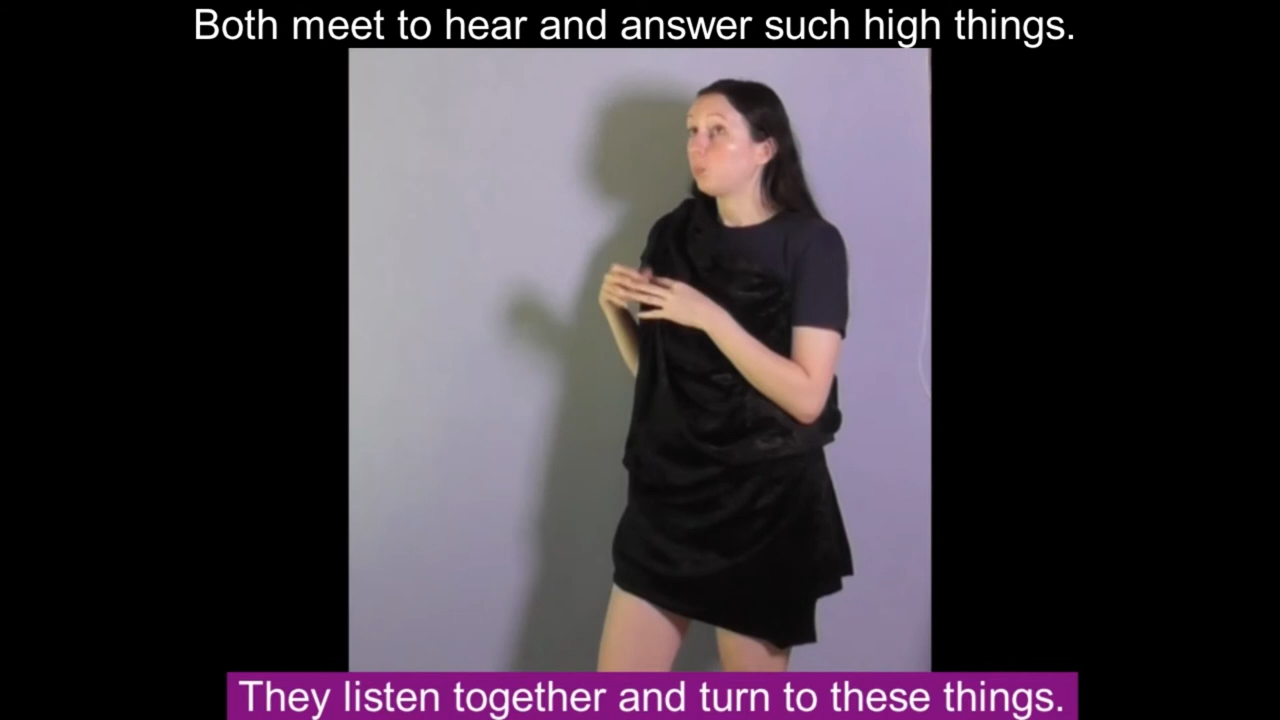 Both meet to hear and answer such high things.
They listen together and turn to these things.